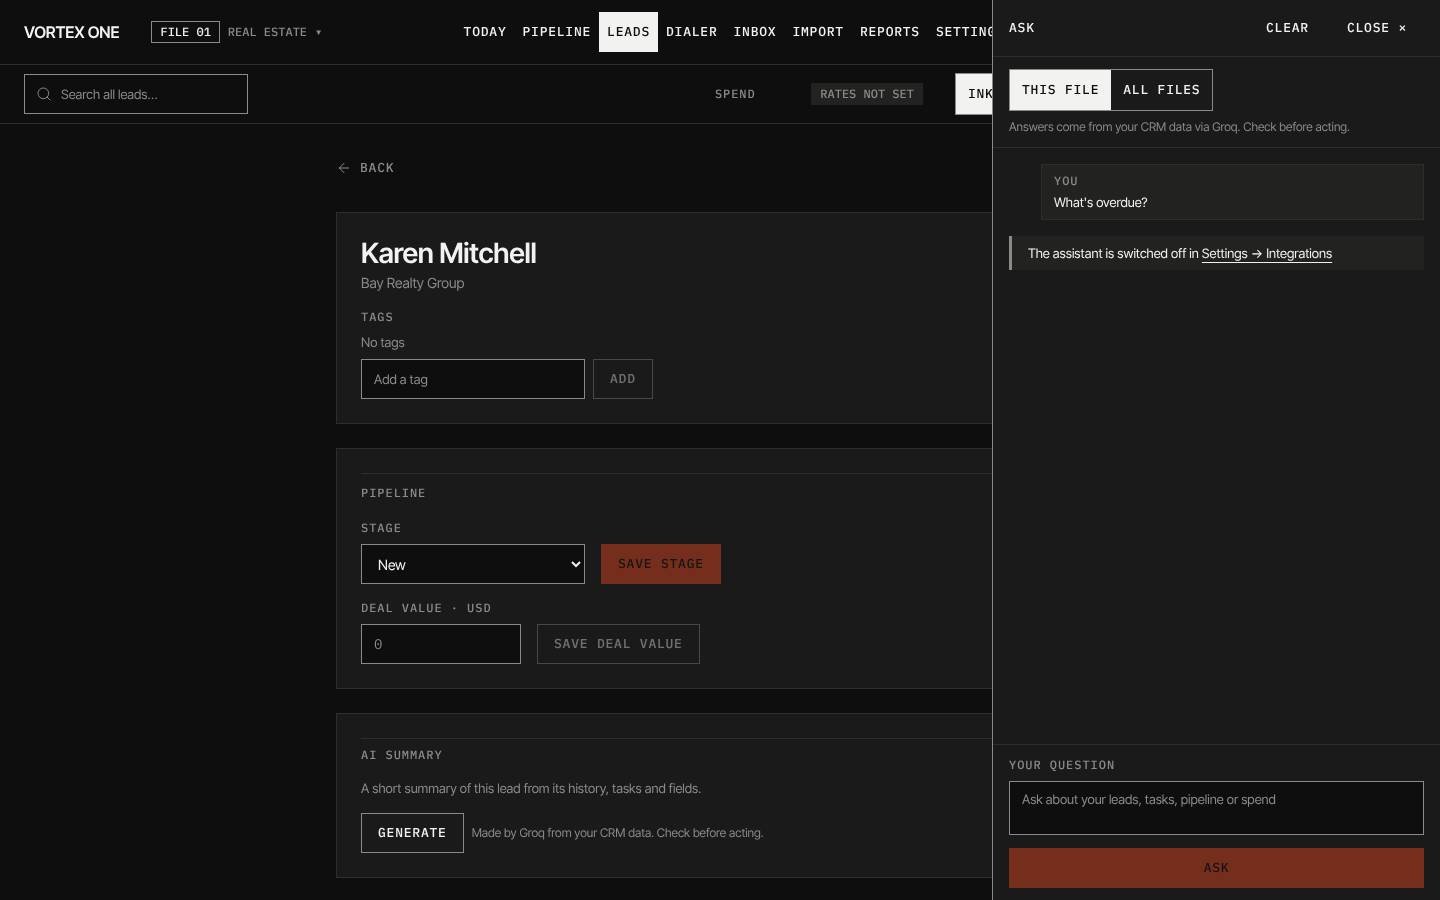 VORTEX ONE
FILE 01 REAL ESTATE ▾
TODAY PIPELINE LEADS DIALER INBOX IMPORT REPORTS SETTING
Search all leads...
SPEND RATES NOT SET INK
← BACK
Karen Mitchell
Bay Realty Group
TAGS
No tags
Add a tag ADD
PIPELINE
STAGE
New SAVE STAGE
DEAL VALUE · USD
0 SAVE DEAL VALUE
AI SUMMARY
A short summary of this lead from its history, tasks and fields.
GENERATE Made by Groq from your CRM data. Check before acting.
ASK CLEAR CLOSE ×
THIS FILE ALL FILES
Answers come from your CRM data via Groq. Check before acting.
YOU
What's overdue?
The assistant is switched off in Settings → Integrations
YOUR QUESTION
Ask about your leads, tasks, pipeline or spend
ASK